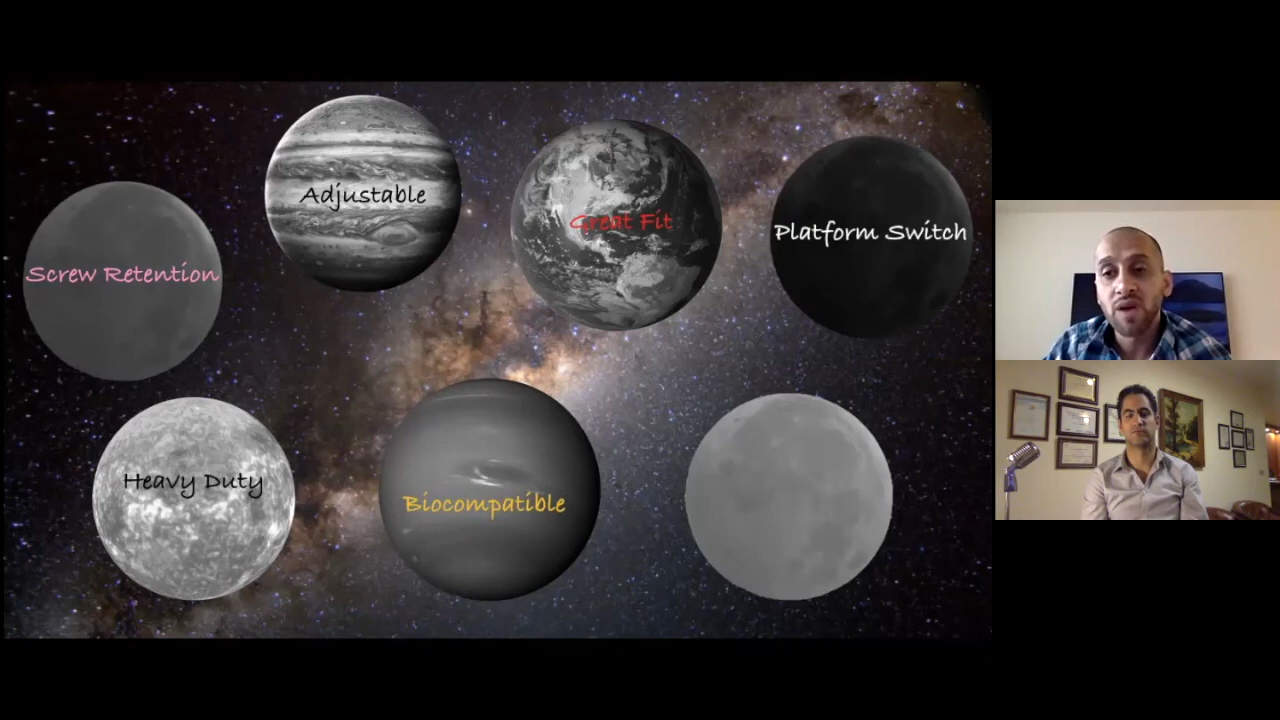 Adjustable
Great Fit
Platform Switch
Screw Retention
Heavy Duty
Biocompatible